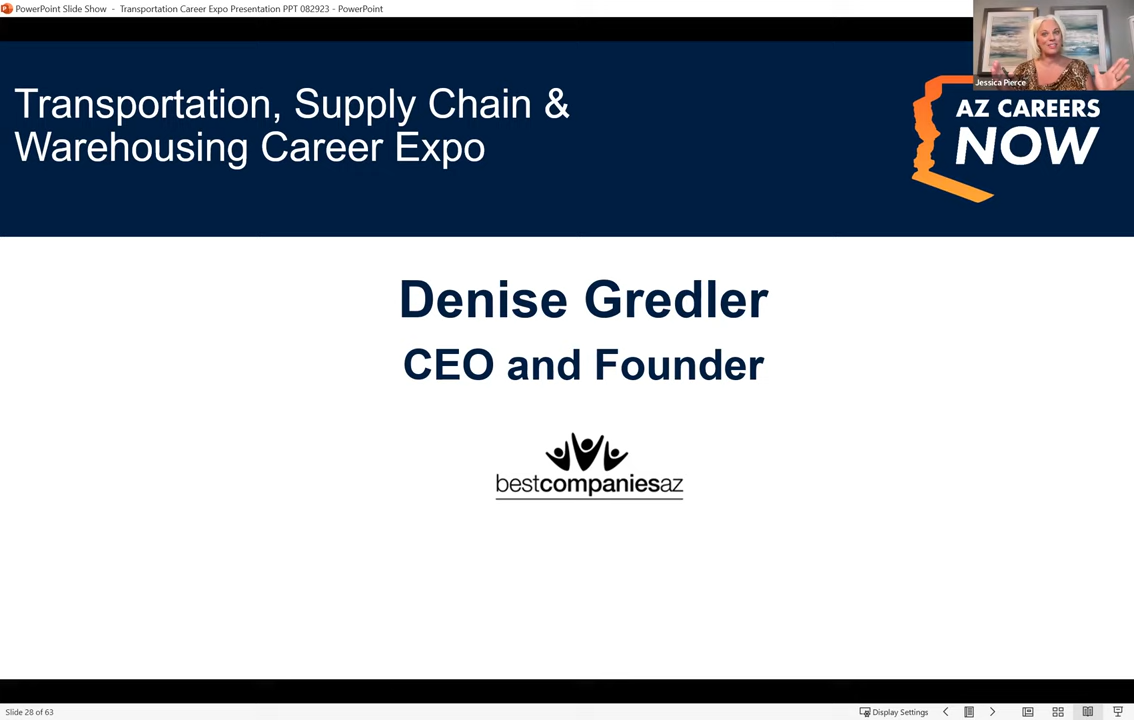 PowerPoint Slide Show - Transportation Career Expo Presentation PPT 082923 - PowerPoint
Jessica Pierce
Transportation, Supply Chain &
Warehousing Career Expo
AZ CAREERS
NOW
Denise Gredler
CEO and Founder
bestcompaniesaz
Slide 28 of 63
Display Settings